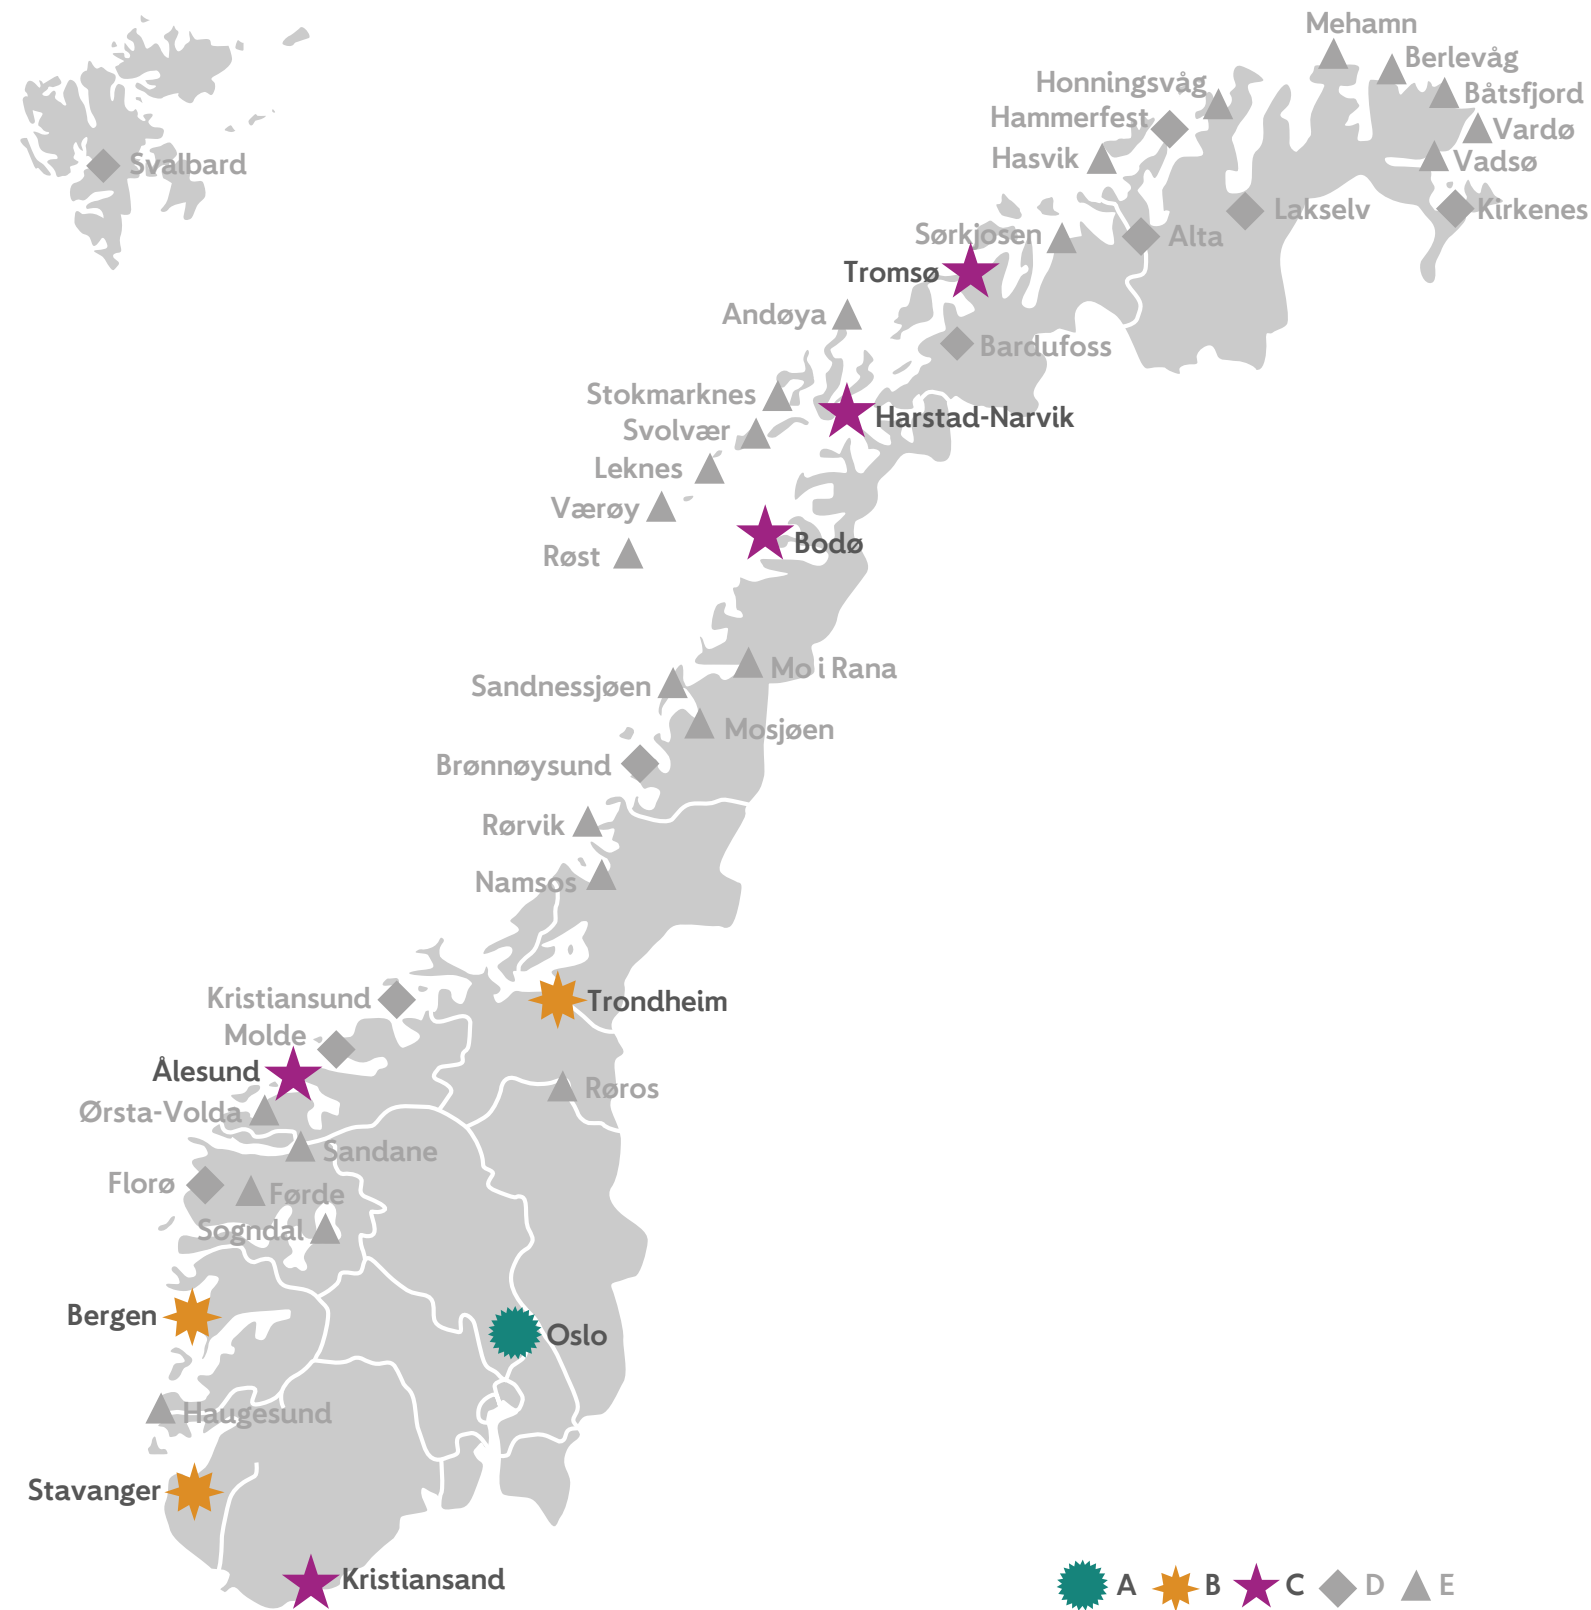 Mehamn
Berlevåg
Honningsvåg
Båtsfjord
Hammerfest
Vardø
Hasvik
Vadsø
Svalbard
Lakselv
Kirkenes
Sørkjosen
Alta
Tromsø
Andøya
Bardufoss
Stokmarknes
Harstad-Narvik
Svolvær
Leknes
Værøy
Bodø
Røst
Mo i Rana
Sandnessjøen
Mosjøen
Brønnøysund
Rørvik
Namsos
Kristiansund
Trondheim
Molde
Ålesund
Røros
Ørsta-Volda
Sandane
Florø
Førde
Sogndal
Bergen
Oslo
Haugesund
Stavanger
Kristiansand
A B C D E